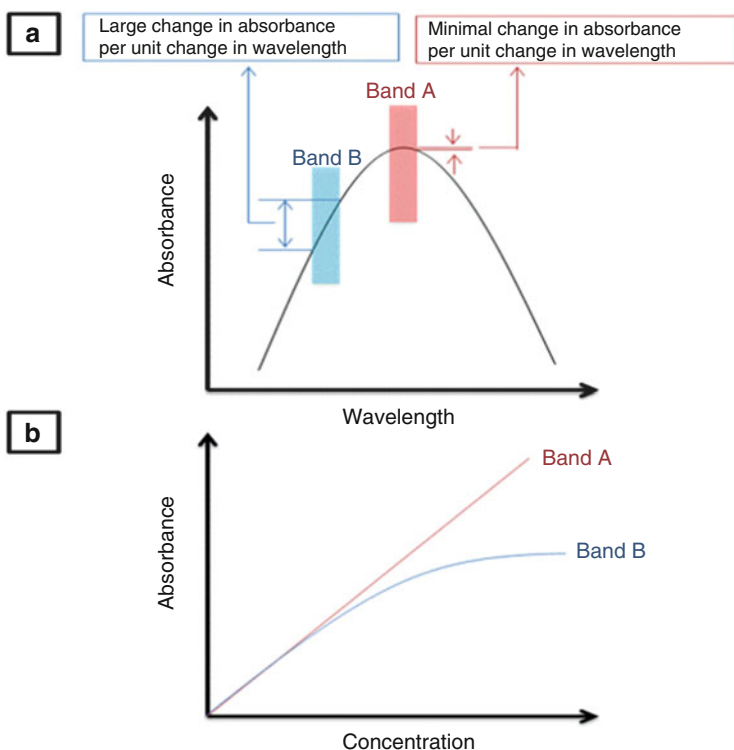 a
Large change in absorbance
per unit change in wavelength
Minimal change in absorbance
per unit change in wavelength
Band A
Band B
Absorbance
Wavelength
b
Band A
Band B
Absorbance
Concentration